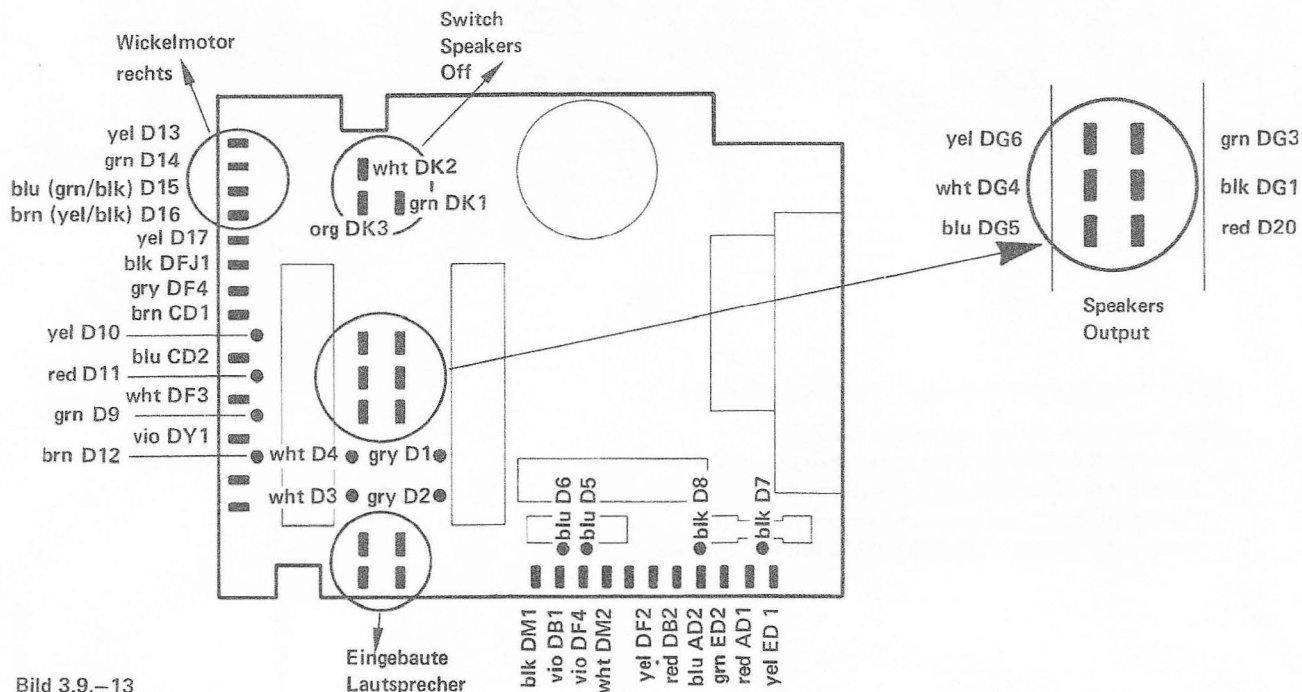 Wickelmotor
rechts
Switch
Speakers
Off
yel D13
grn D14
blu (grn/blk) D15
brn (yel/blk) D16
yel D17
blk DFJ1
gry DF4
brn CD1
yel D10
blu CD2
red D11
wht DF3
grn D9
vio DY1
brn D12
wht DK2
grn DK1
org DK3
wht D4 gry D1
wht D3 gry D2
yel DG6
wht DG4
blu DG5
grn DG3
blk DG1
red D20
Speakers
Output
blu D6
blu D5
blk D8
blk D7
blk DM1
vio DB1
vio DF4
wht DM2
yel DF2
red DB2
blu AD2
grn ED2
red AD1
yel ED 1
Eingebaute
Lautsprecher
Bild 3.9.—13